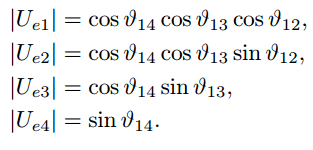 |U_{e1}| = cos ϑ_{14} cos ϑ_{13} cos ϑ_{12},
|U_{e2}| = cos ϑ_{14} cos ϑ_{13} sin ϑ_{12},
|U_{e3}| = cos ϑ_{14} sin ϑ_{13},
|U_{e4}| = sin ϑ_{14}.